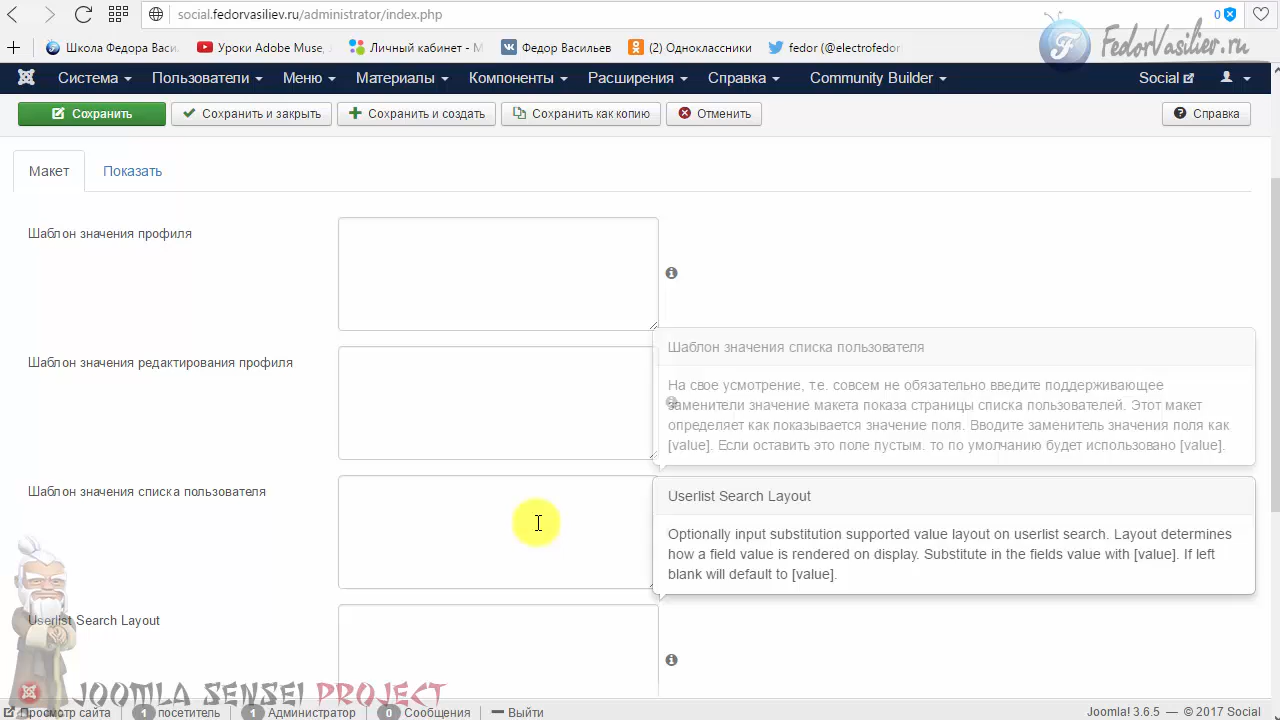 social.fedorvasiliev.ru/administrator/index.php
0
Школа Федора Васи.
Уроки Adobe Muse,
Личный кабинет - М
Федор Васильев
(2) Одноклассники
fedor (@electrofedor
FedorVasiliev.ru
Система
Пользователи
Меню
Материалы
Компоненты
Расширения
Справка
Community Builder
Social
Сохранить
Сохранить и закрыть
Сохранить и создать
Сохранить как копию
Отменить
Справка
Макет
Показать
Шаблон значения профиля
Шаблон значения редактирования профиля
Шаблон значения списка пользователя
На свое усмотрение, т.е. совсем не обязательно введите поддерживающее
заменители значение макета показа страницы списка пользователей. Этот макет
определяет как показывается значение поля. Вводите заменитель значения поля как
[value]. Если оставить это поле пустым. то по умолчанию будет использовано [value].
Шаблон значения списка пользователя
Userlist Search Layout
Optionally input substitution supported value layout on userlist search. Layout determines
how a field value is rendered on display. Substitute in the fields value with [value]. If left
blank will default to [value].
Userlist Search Layout
JOOMLA SENSEI PROJECT
Просмотр сайта
1 посетитель
1 Администратор
0 Сообщения
Выйти
Joomla! 3.6.5 — © 2017 Social